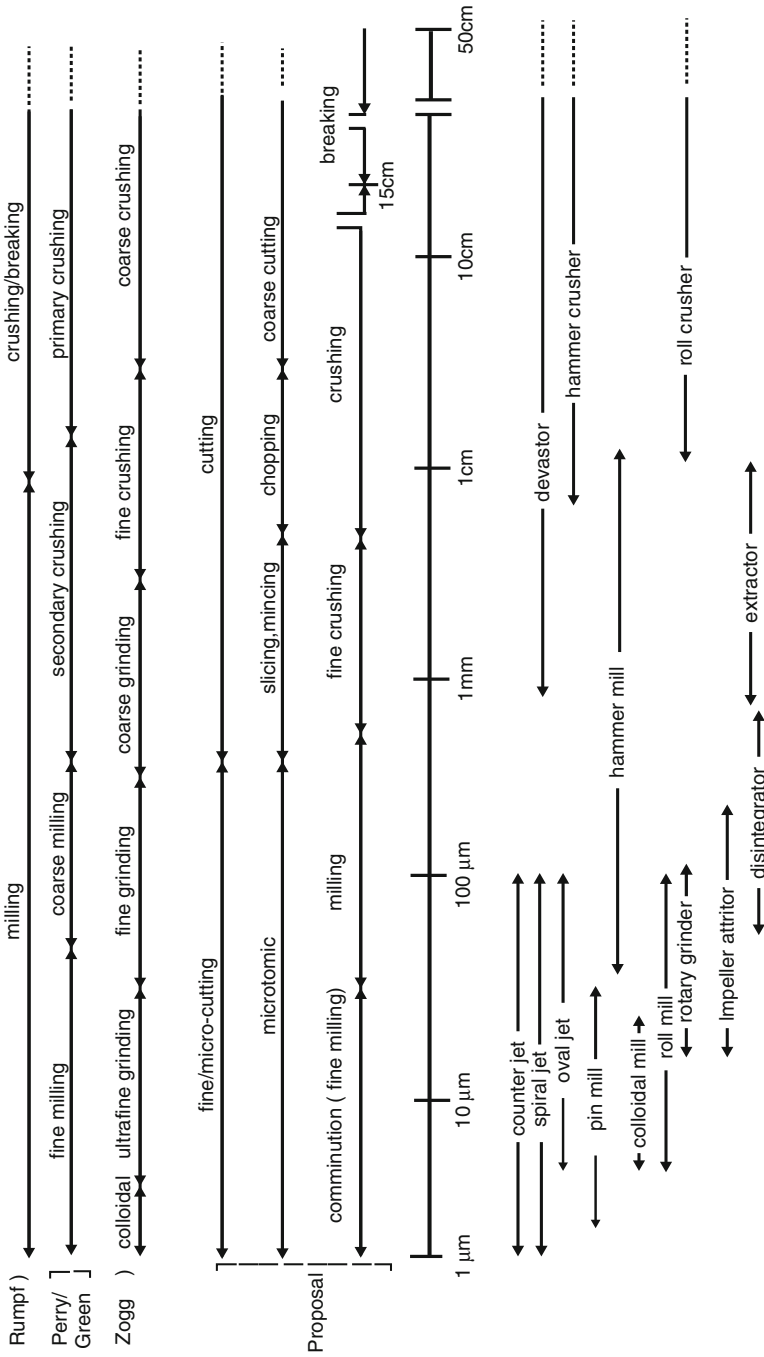 Rumpf )
milling
crushing/breaking
Perry/
Green
fine milling
coarse milling
secondary crushing
primary crushing
Zogg )
colloidal
ultrafine grinding
fine grinding
coarse grinding
fine crushing
coarse crushing
Proposal
fine/micro-cutting
cutting
microtomic
slicing,mincing
chopping
coarse cutting
comminution ( fine milling)
milling
fine crushing
crushing
breaking
15cm
1 µm
10 µm
100 µm
1mm
1cm
10cm
50cm
counter jet
spiral jet
devastor
oval jet
hammer crusher
pin mill
hammer mill
colloidal mill
roll mill
rotary grinder
roll crusher
Impeller attritor
extractor
disintegrator